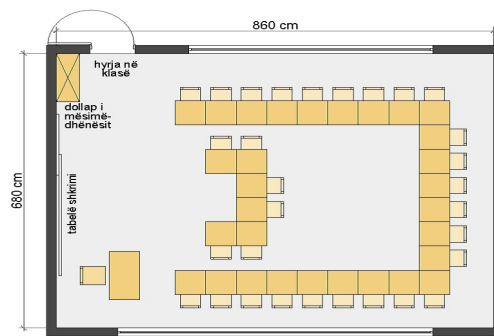 860 cm
hyrja në
klasë
dollap i
mësimë-
dhënësit
680 cm
tabelë shkrimi